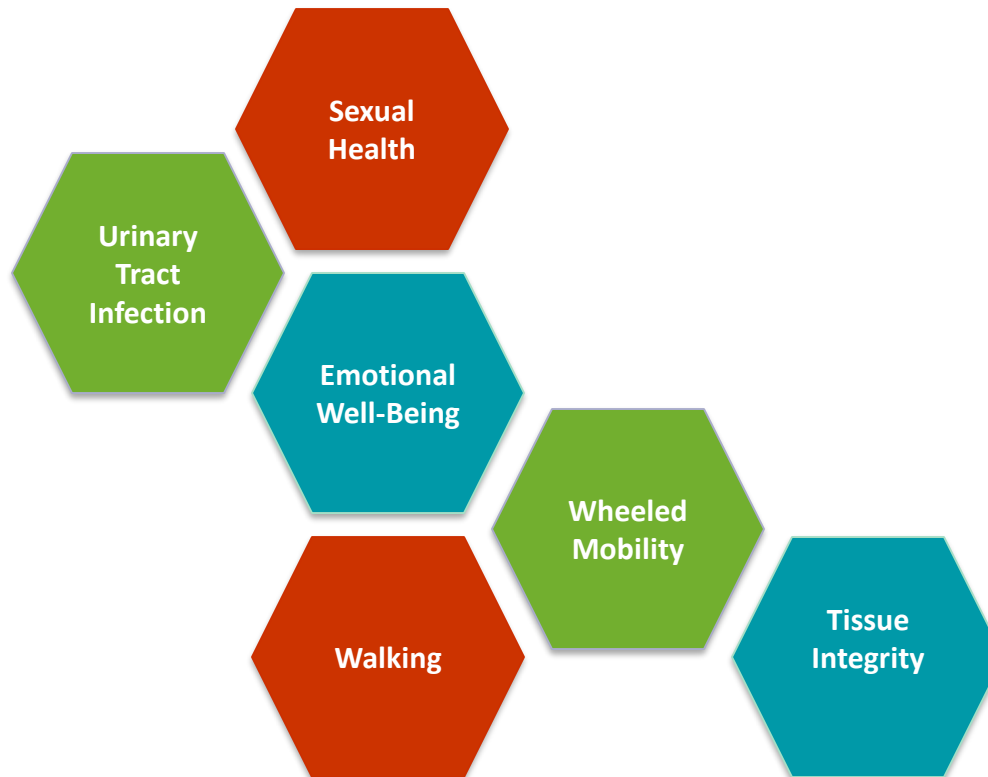 Sexual
Health
Urinary
Tract
Infection
Emotional
Well-Being
Wheeled
Mobility
Walking
Tissue
Integrity